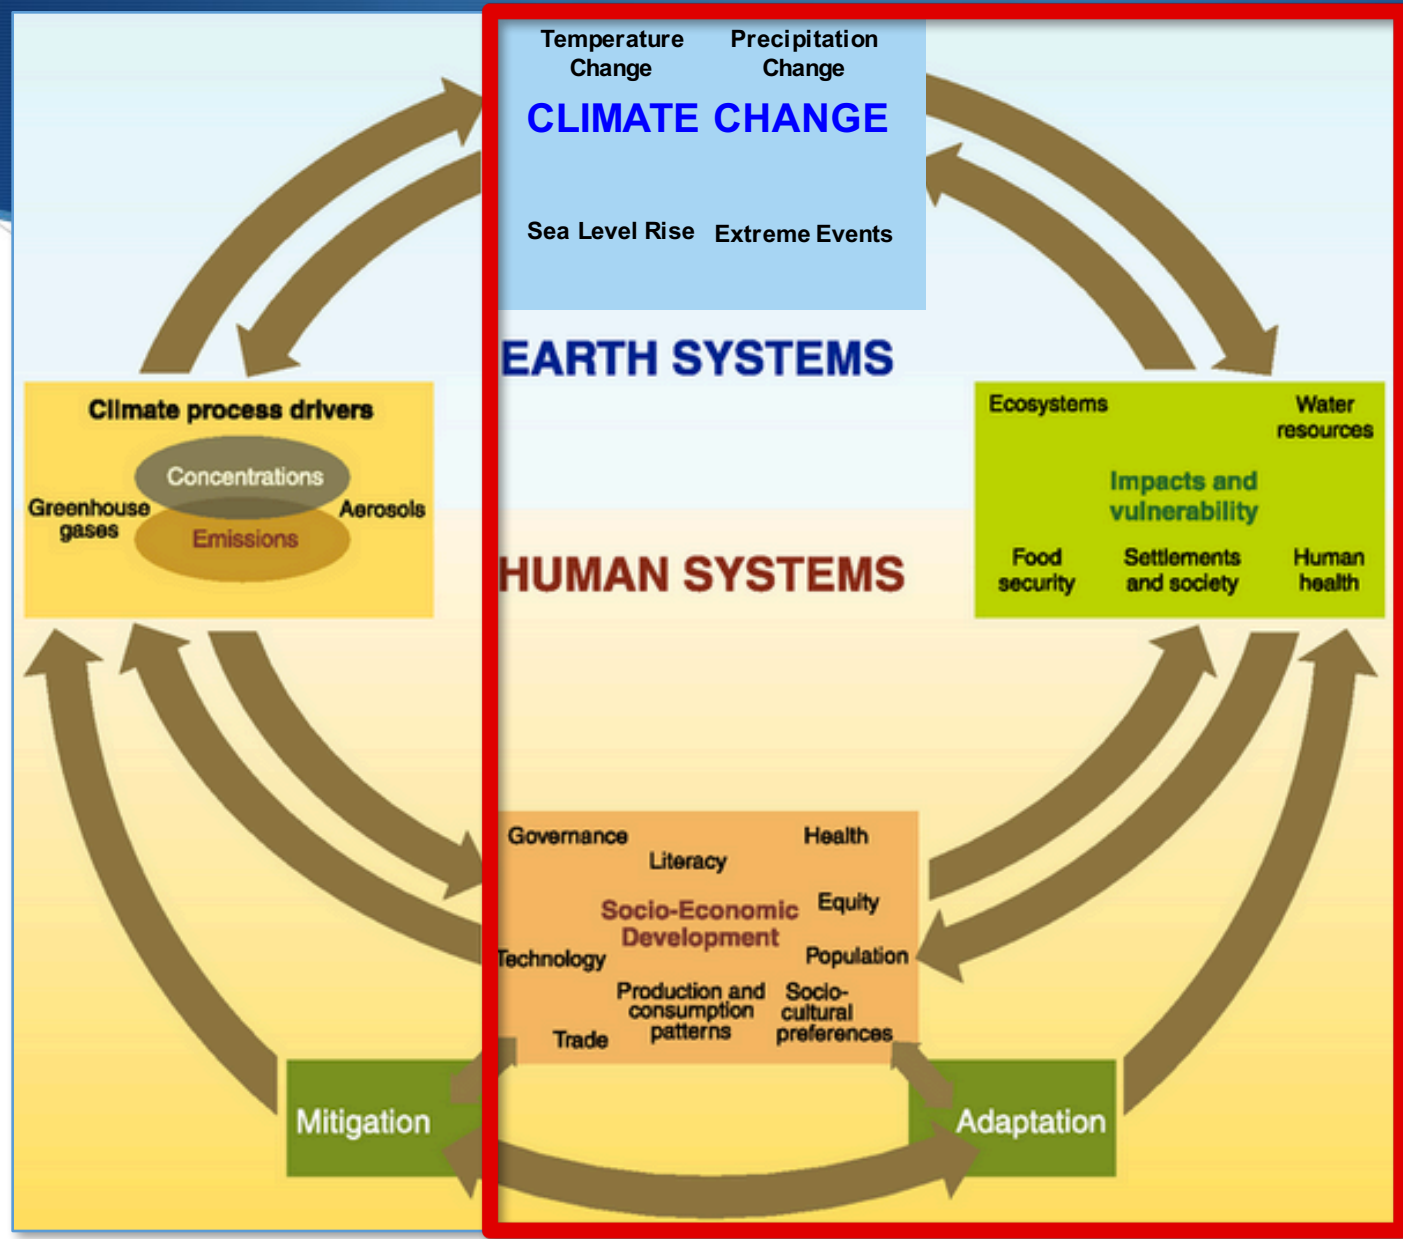 Temperature
Change
Precipitation
Change
CLIMATE CHANGE
Sea Level Rise
Extreme Events
EARTH SYSTEMS
Climate process drivers
Concentrations
Greenhouse
gases
Aerosols
Emissions
Ecosystems
Water
resources
Impacts and
vulnerability
Food
security
Settlements
and society
Human
health
HUMAN SYSTEMS
Governance
Health
Literacy
Equity
Socio-Economic
Development
Technology
Population
Production and
consumption
patterns
Socio-
cultural
preferences
Trade
Mitigation
Adaptation